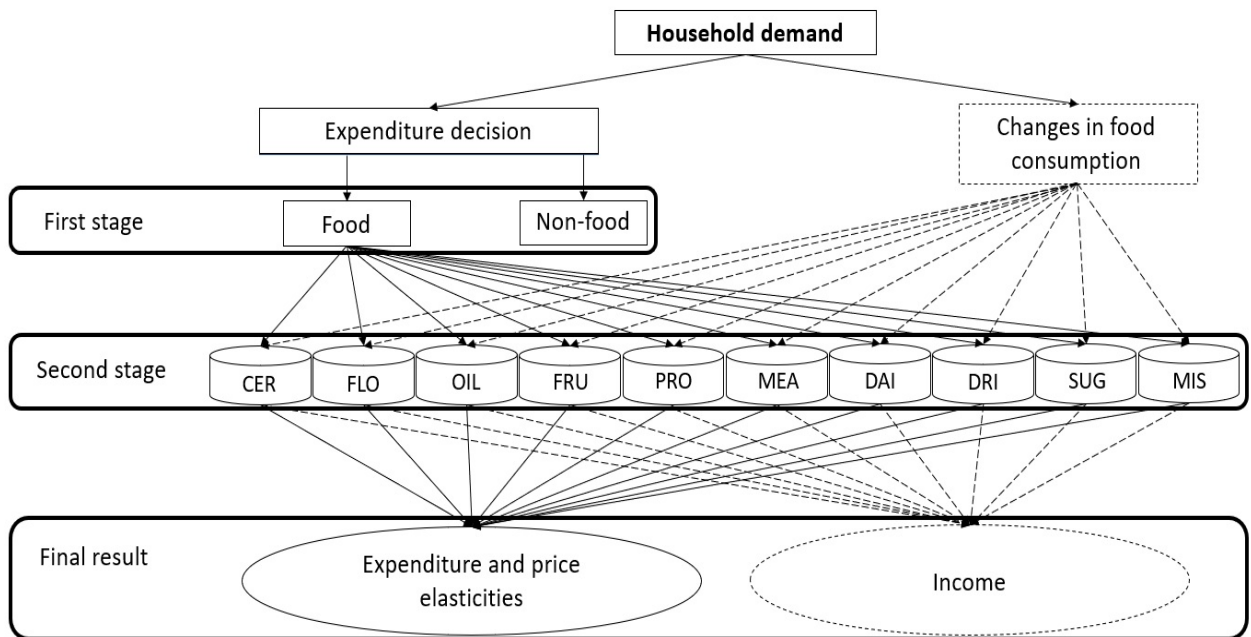 Household demand
Expenditure decision
Changes in food
consumption
First stage
Food
Non-food
Second stage
CER
FLO
OIL
FRU
PRO
MEA
DAI
DRI
SUG
MIS
Final result
Expenditure and price
elasticities
Income